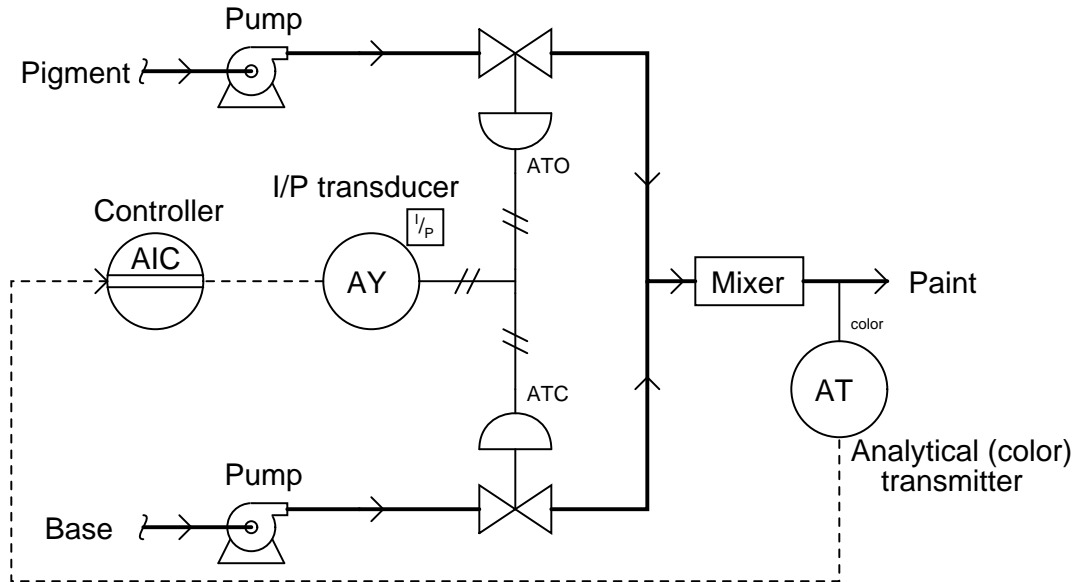 Pump
Pigment
ATO
I/P transducer
I/P
Controller
AIC
AY
Mixer
Paint
color
ATC
AT
Analytical (color)
transmitter
Pump
Base